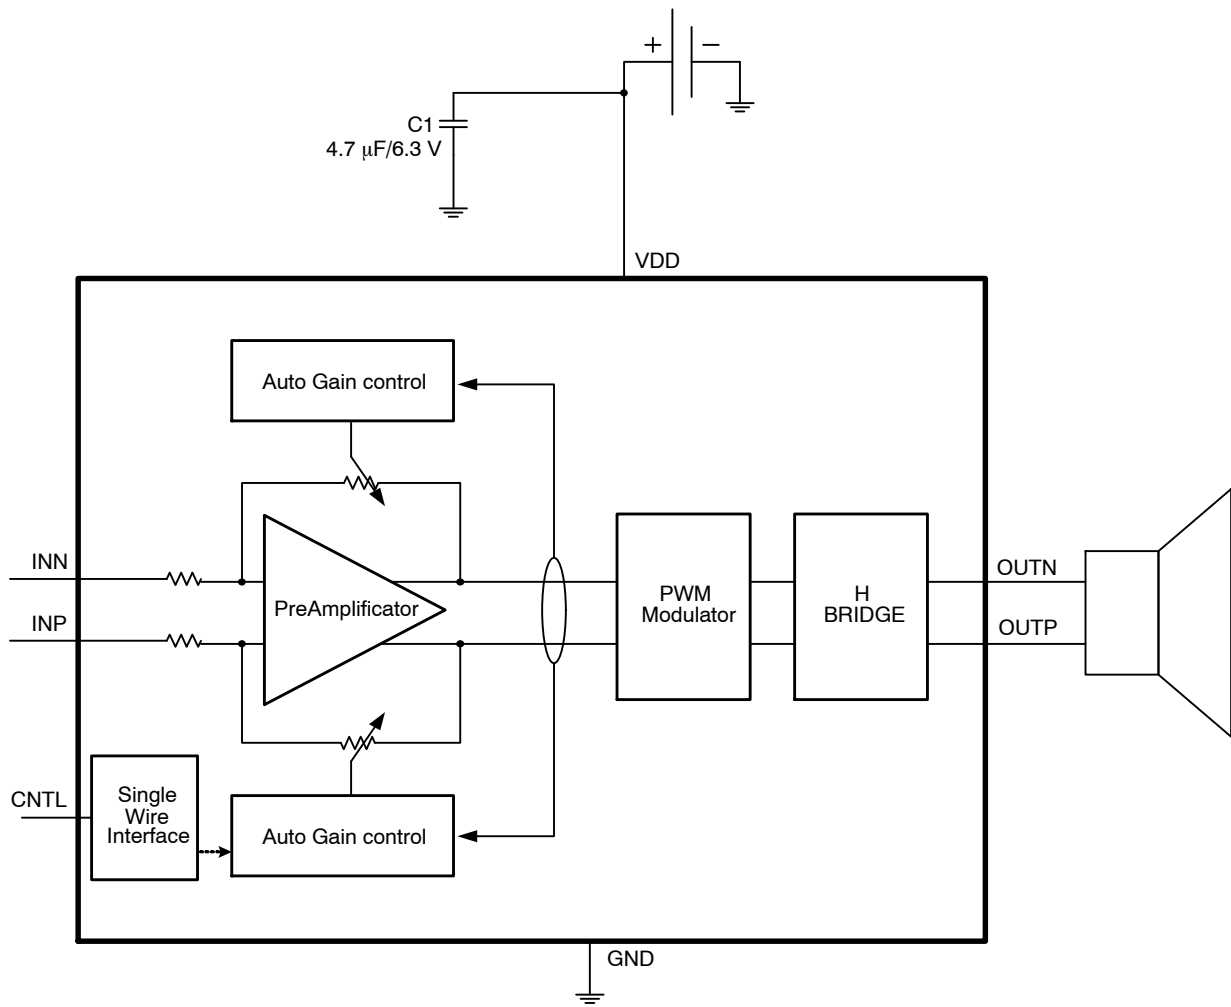 + −
C1
4.7 μF/6.3 V
VDD
Auto Gain control
INN
INP
PreAmplificator
PWM
Modulator
H
BRIDGE
OUTN
OUTP
CNTL
Single
Wire
Interface
Auto Gain control
GND